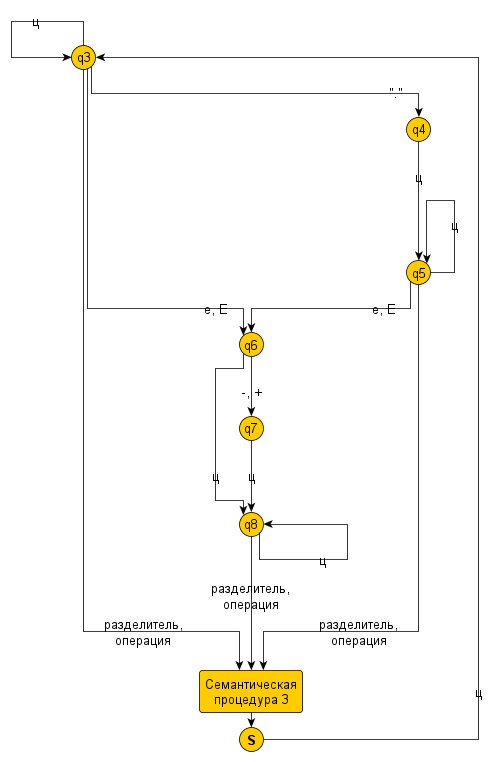 ц
q3
"."
q4
ц
ц
q5
e, E
e, E
q6
-, +
q7
ц
ц
q8
ц
разделитель,
операция
разделитель,
операция
разделитель,
операция
Семантическая
процедура 3
ц
S